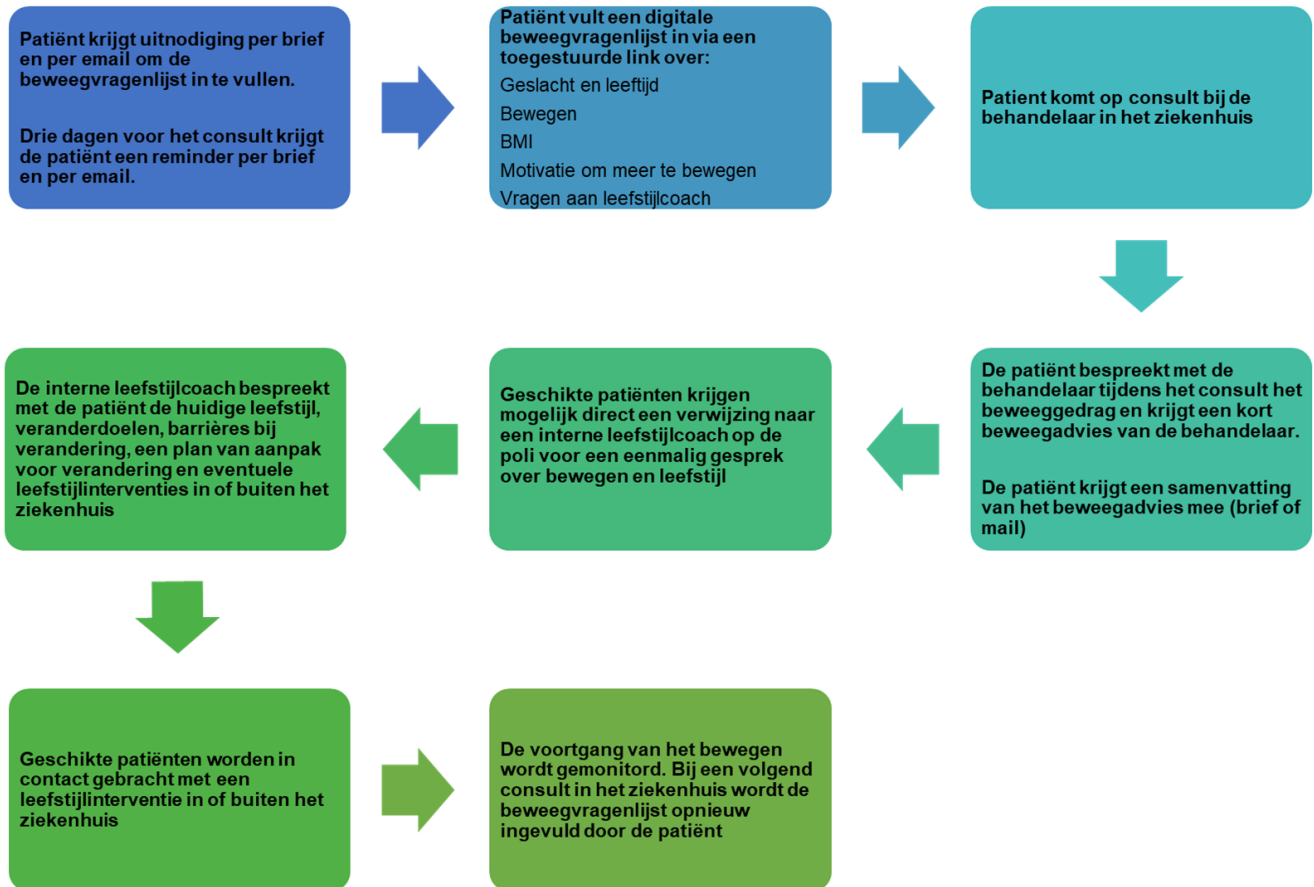 Patiënt krijgt uitnodiging per brief
en per email om de
beweegvragenlijst in te vullen.
Drie dagen voor het consult krijgt
de patiënt een reminder per brief
en per email.
Patiënt vult een digitale
beweegvragenlijst in via een
toegestuurde link over:
Geslacht en leeftijd
Bewegen
BMI
Motivatie om meer te bewegen
Vragen aan leefstijlcoach
Patient komt op consult bij de
behandelaar in het ziekenhuis
De patiënt bespreekt met de
behandelaar tijdens het consult het
beweeggedrag en krijgt een kort
beweegadvies van de behandelaar.
De patiënt krijgt een samenvatting
van het beweegadvies mee (brief of
mail)
Geschikte patiënten krijgen
mogelijk direct een verwijzing naar
een interne leefstijlcoach op de
poli voor een eenmalig gesprek
over bewegen en leefstijl
De interne leefstijlcoach bespreekt
met de patiënt de huidige leefstijl,
veranderdoelen, barrières bij
verandering, een plan van aanpak
voor verandering en eventuele
leefstijlinterventies in of buiten het
ziekenhuis
Geschikte patiënten worden in
contact gebracht met een
leefstijlinterventie in of buiten het
ziekenhuis
De voortgang van het bewegen
wordt gemonitord. Bij een volgend
consult in het ziekenhuis wordt de
beweegvragenlijst opnieuw
ingevuld door de patiënt